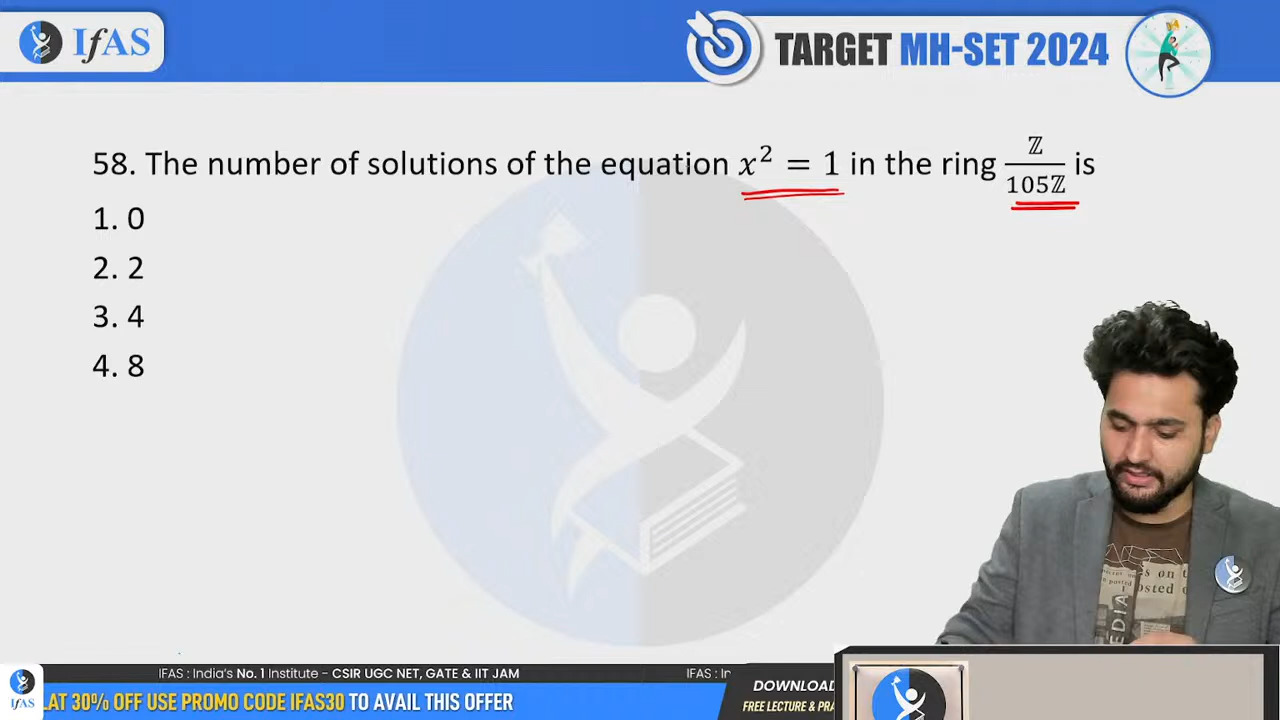 IfAS
TARGET MH-SET 2024
58. The number of solutions of the equation x² = 1 in the ring ℤ/105ℤ is
1. 0
2. 2
3. 4
4. 8
IFAS : India's No. 1 Institute – CSIR UGC NET, GATE & IIT JAM
IFAS : In
IfAS
LAT 30% OFF USE PROMO CODE IFAS30 TO AVAIL THIS OFFER
DOWNLOAD
FREE LECTURE & PRA